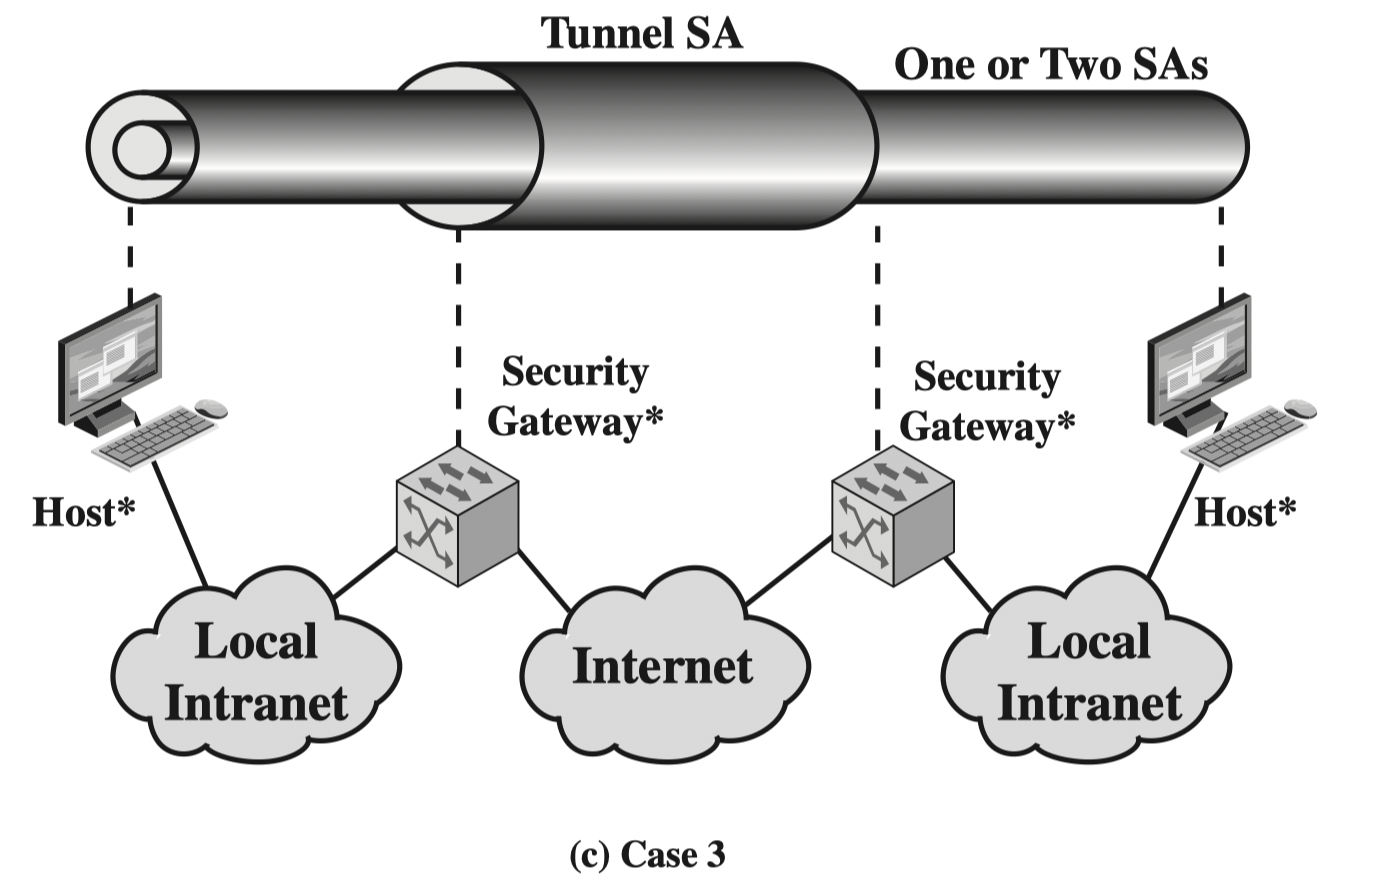 Tunnel SA
One or Two SAs
Security
Gateway*
Security
Gateway*
Host*
Host*
Local
Intranet
Internet
Local
Intranet
(c) Case 3